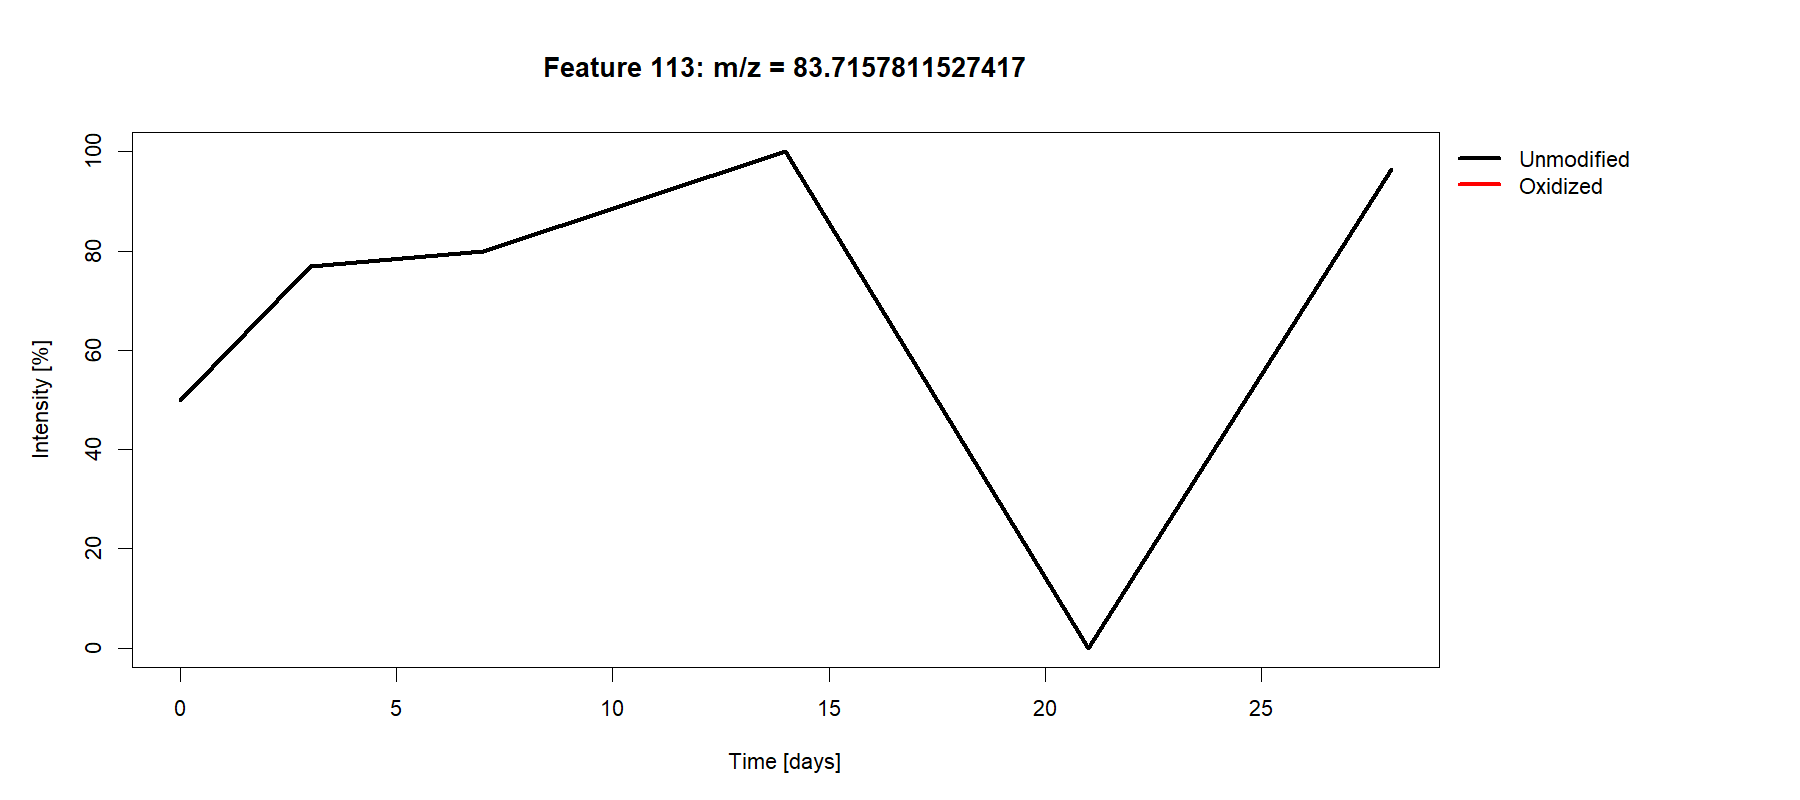 Feature 113: m/z = 83.7157811527417
Unmodified
Oxidized
Intensity [%]
100
80
60
40
20
0
0 5 10 15 20 25
Time [days]